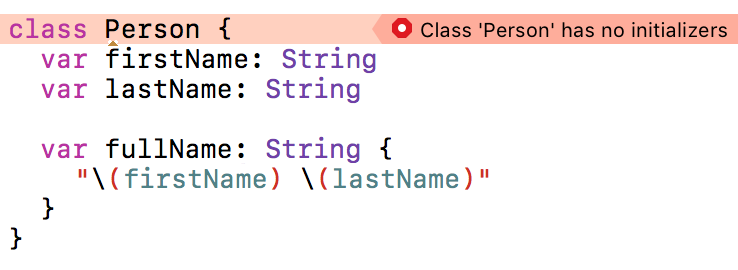 class Person { Class 'Person' has no initializers
var firstName: String
var lastName: String
var fullName: String {
"\(firstName) \(lastName)"
}
}